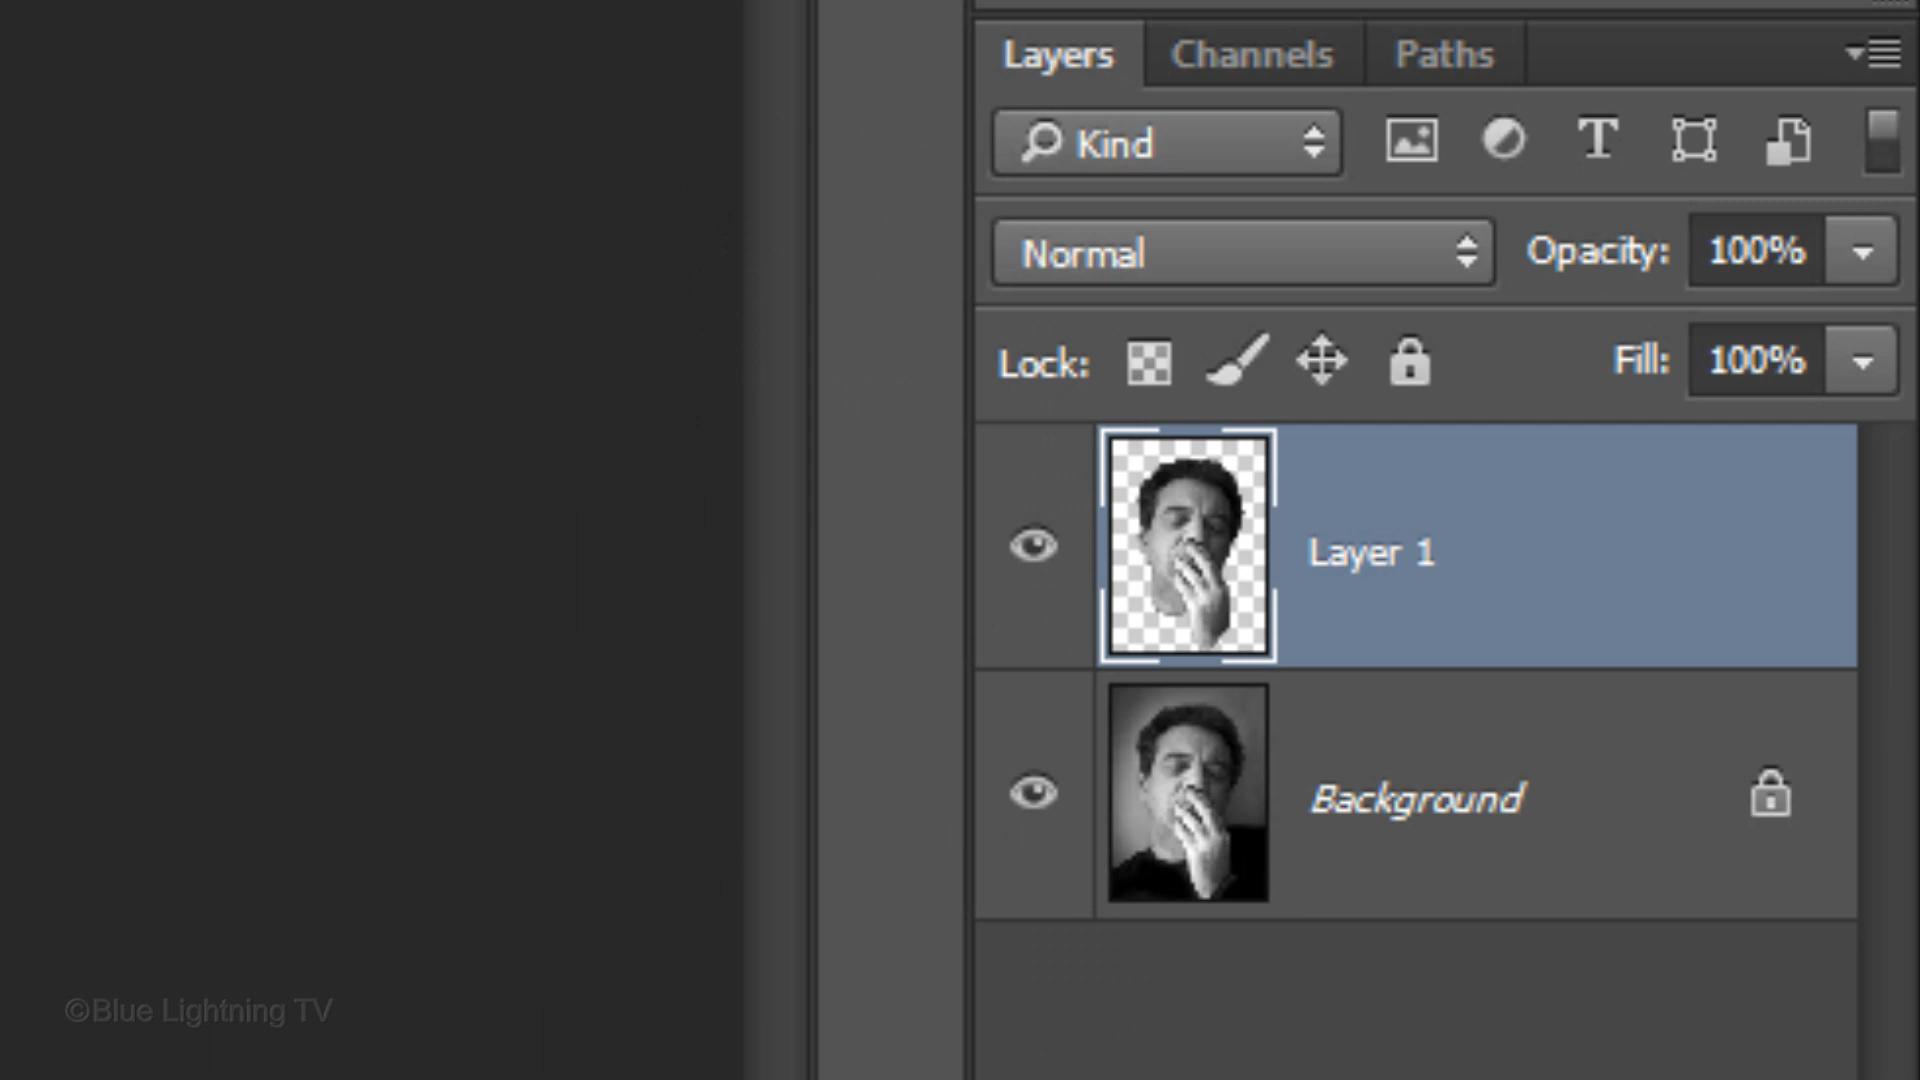 Layers Channels Paths
Kind T
Normal Opacity: 100%
Lock: Fill: 100%
Layer 1
Background
©Blue Lightning TV